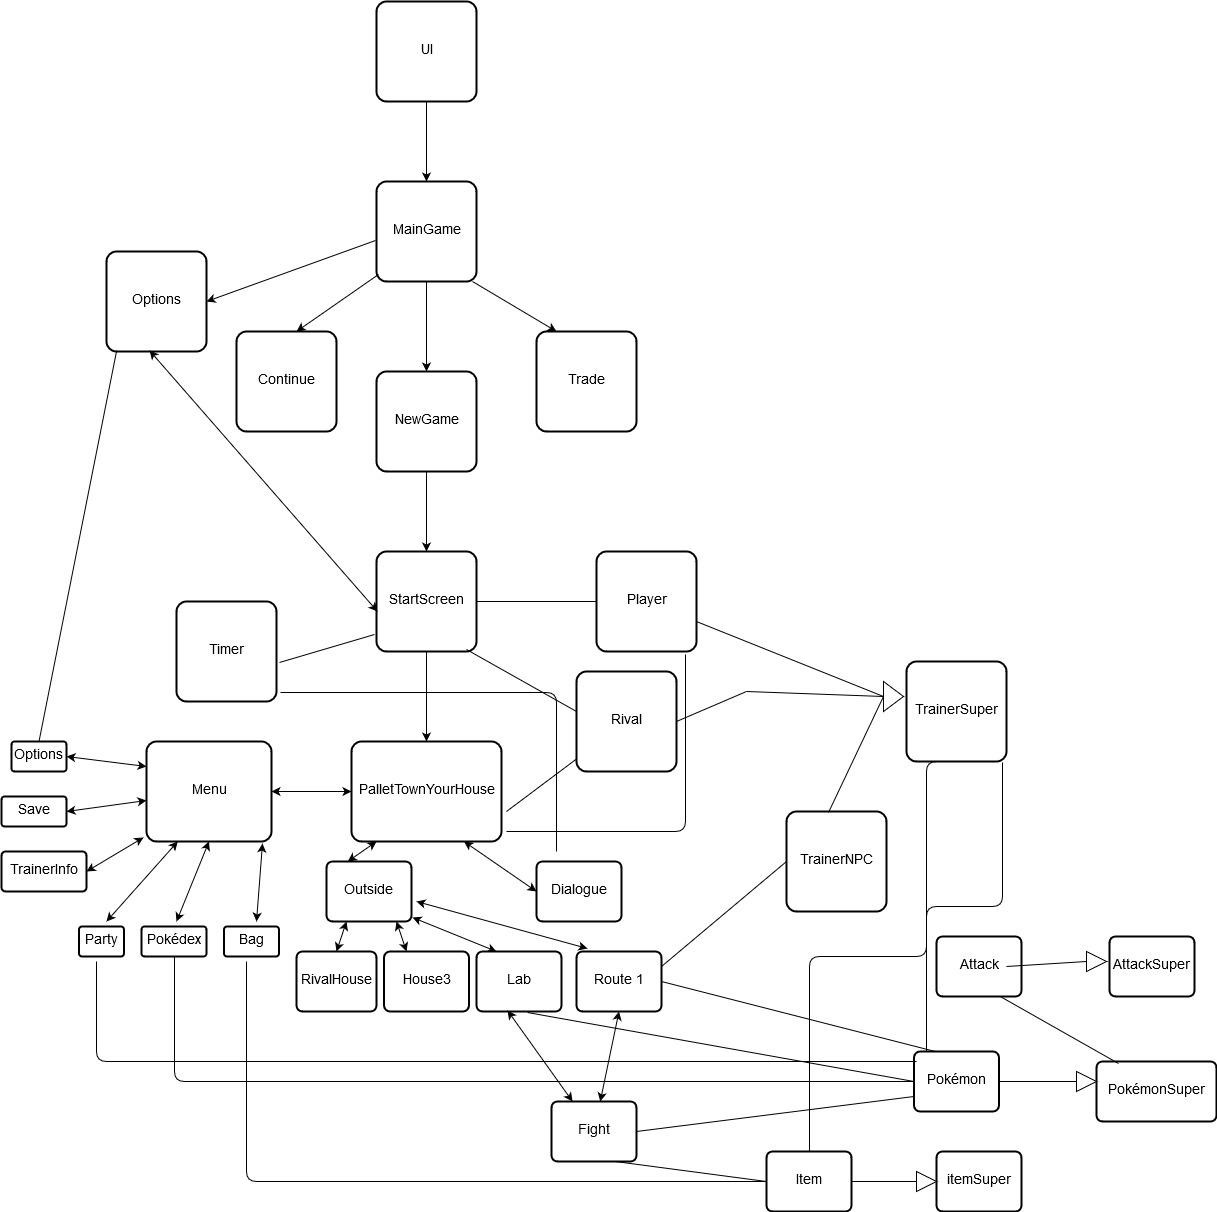 UI
MainGame
Options
Continue
Trade
NewGame
StartScreen
Player
Timer
Rival
TrainerSuper
Options
Menu
PalletTownYourHouse
Save
TrainerInfo
TrainerNPC
Outside
Dialogue
Party
Pokédex
Bag
RivalHouse
House3
Lab
Route 1
Attack
AttackSuper
Pokémon
PokémonSuper
Fight
Item
itemSuper